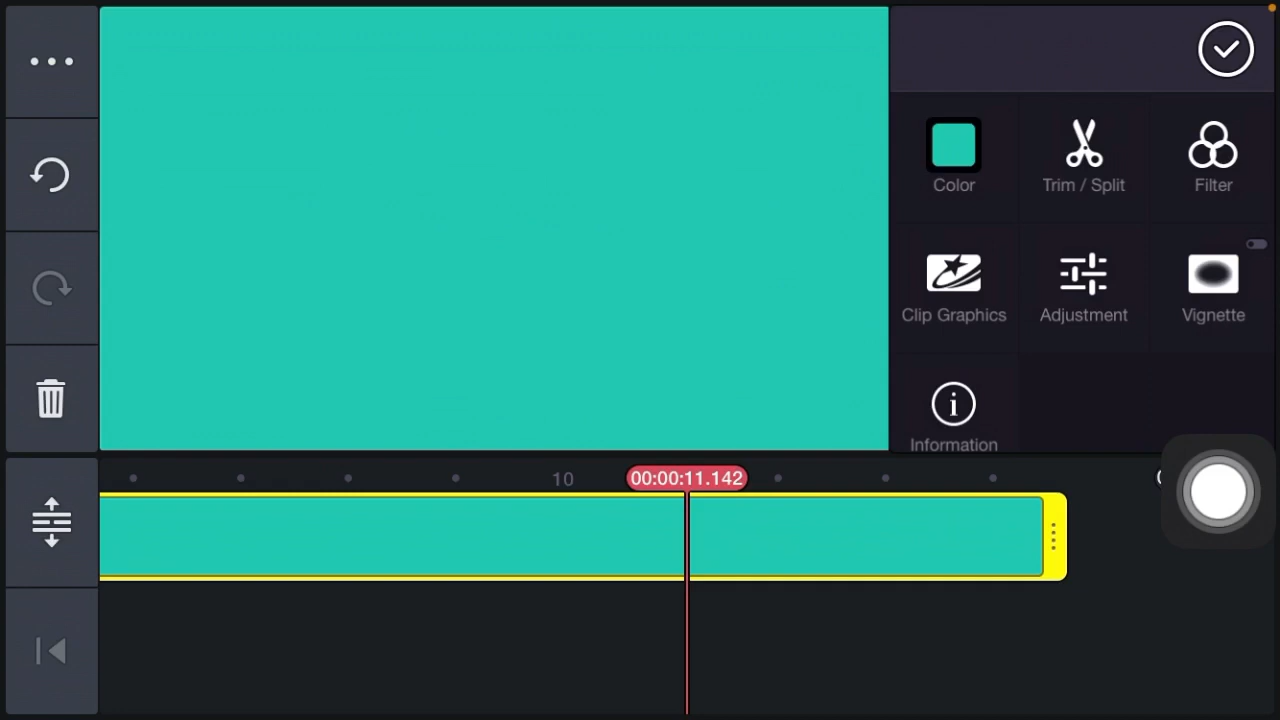 Color
Trim / Split
Filter
Clip Graphics
Adjustment
Vignette
Information
10
00:00:11.142